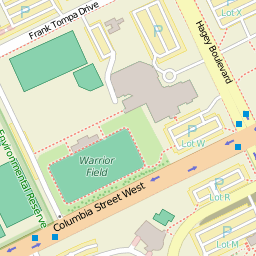 Frank Tompa Drive
P
P
Lot X
P
Hagey Boulevard
Environmental Reserve
P
Lot W
Warrior
Field
Columbia Street West
P
Lot R
P
Lot M